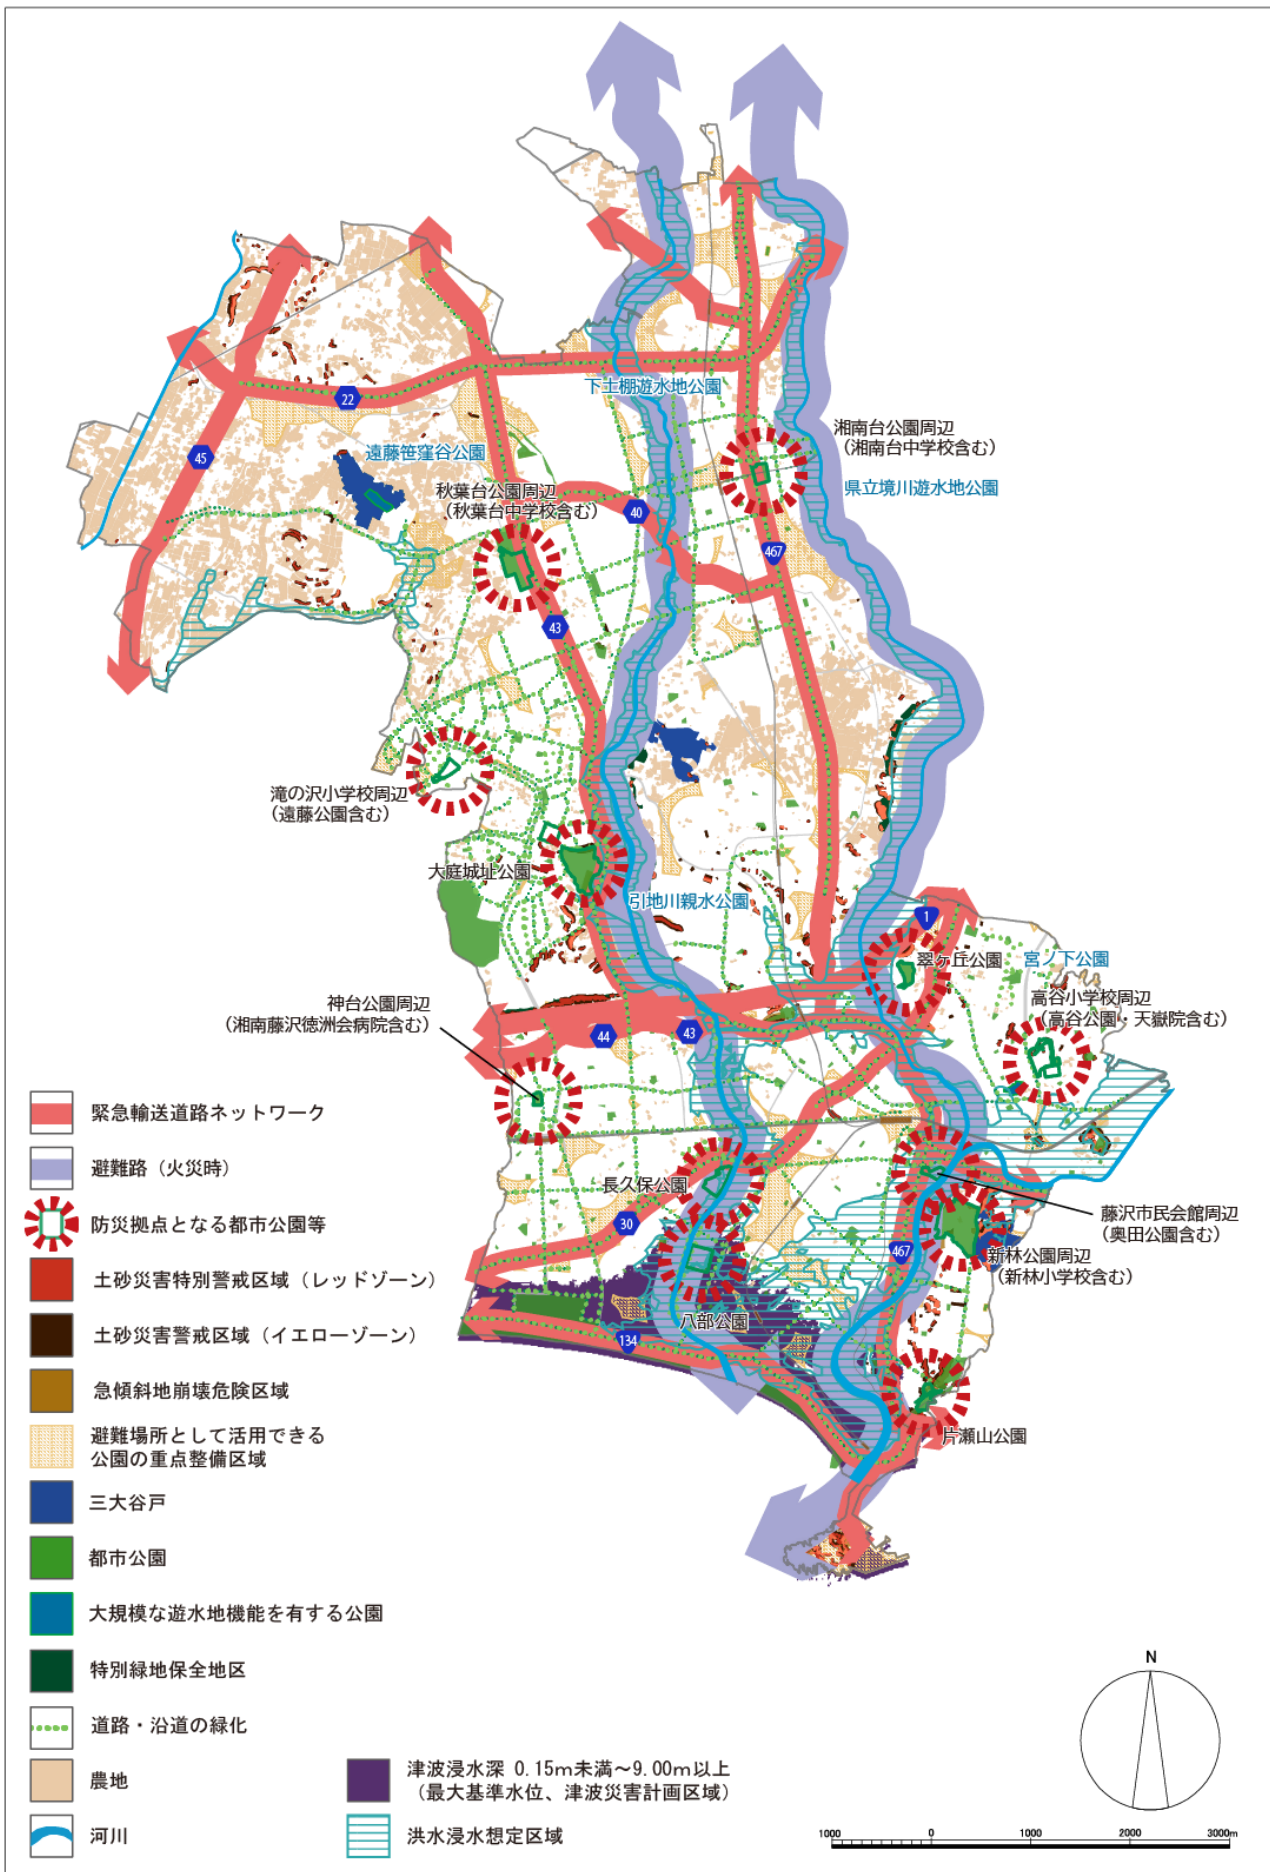 下土棚遊水地公園
22
湘南台公園周辺
（湘南台中学校含む）
45
遠藤笹窪谷公園
秋葉台公園周辺
（秋葉台中学校含む）
県立境川遊水地公園
40
467
43
滝の沢小学校周辺
（遠藤公園含む）
大庭城址公園
引地川親水公園
1
翠ヶ丘公園
宮ノ下公園
神台公園周辺
（湘南藤沢徳洲会病院含む）
高谷小学校周辺
（高谷公園・天嶽院含む）
44
43
長久保公園
藤沢市民会館周辺
（奥田公園含む）
30
467
新林公園周辺
（新林小学校含む）
八部公園
134
片瀬山公園
緊急輸送道路ネットワーク
避難路（火災時）
防災拠点となる都市公園等
土砂災害特別警戒区域（レッドゾーン）
土砂災害警戒区域（イエローゾーン）
急傾斜地崩壊危険区域
避難場所として活用できる
公園の重点整備区域
三大谷戸
都市公園
大規模な遊水地機能を有する公園
特別緑地保全地区
道路・沿道の緑化
農地
河川
津波浸水深 0.15m未満～9.00m以上
（最大基準水位、津波災害計画区域）
洪水浸水想定区域
N
1000 0 1000 2000 3000m